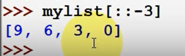 >>> mylist[::-3]
[9, 6, 3, 0]
>>>